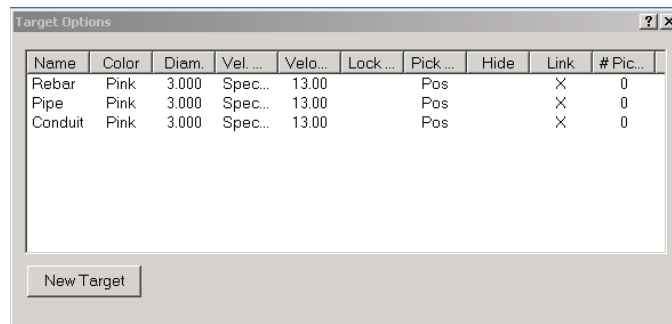 Target Options ? X
Name Color Diam. Vel. ... Velo... Lock ... Pick ... Hide Link # Pic...
Rebar Pink 3.000 Spec... 13.00 Pos X 0
Pipe Pink 3.000 Spec... 13.00 Pos X 0
Conduit Pink 3.000 Spec... 13.00 Pos X 0
New Target